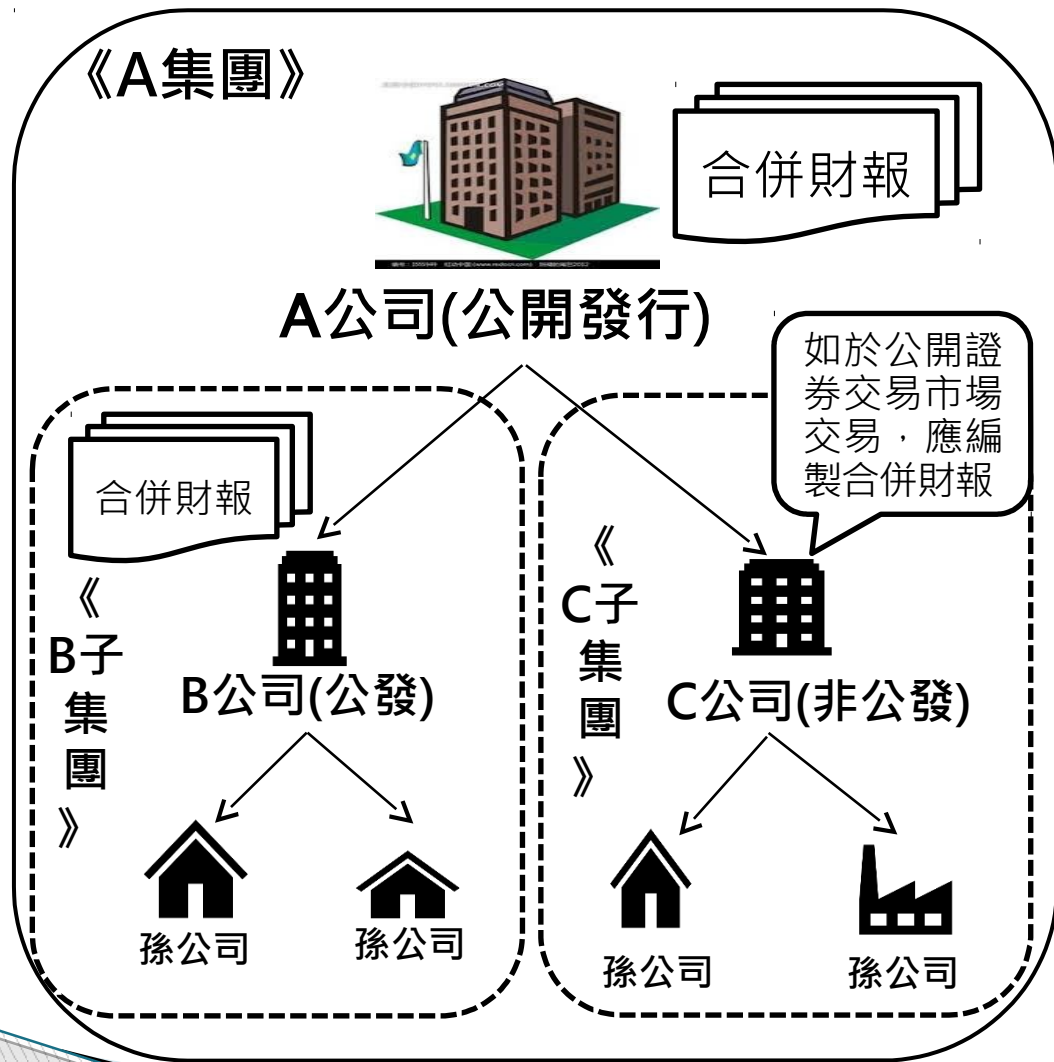 《A集團》
合併財報
A公司(公開發行)
如於公開證
券交易市場
交易，應編
製合併財報
合併財報
《
B子
集
團
》
B公司(公發)
孫公司
孫公司
《
C子
集
團
》
C公司(非公發)
孫公司
孫公司